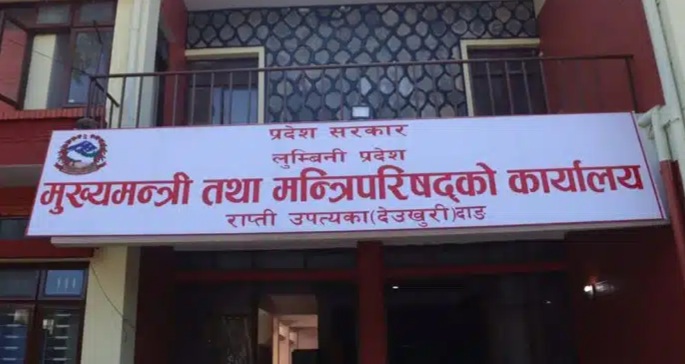 प्रदेश सरकार
लुम्बिनी प्रदेश
मुख्यमन्त्री तथा मन्त्रिपरिषद्को कार्यालय
राप्ती उपत्यका(देउखुरी)दाङ